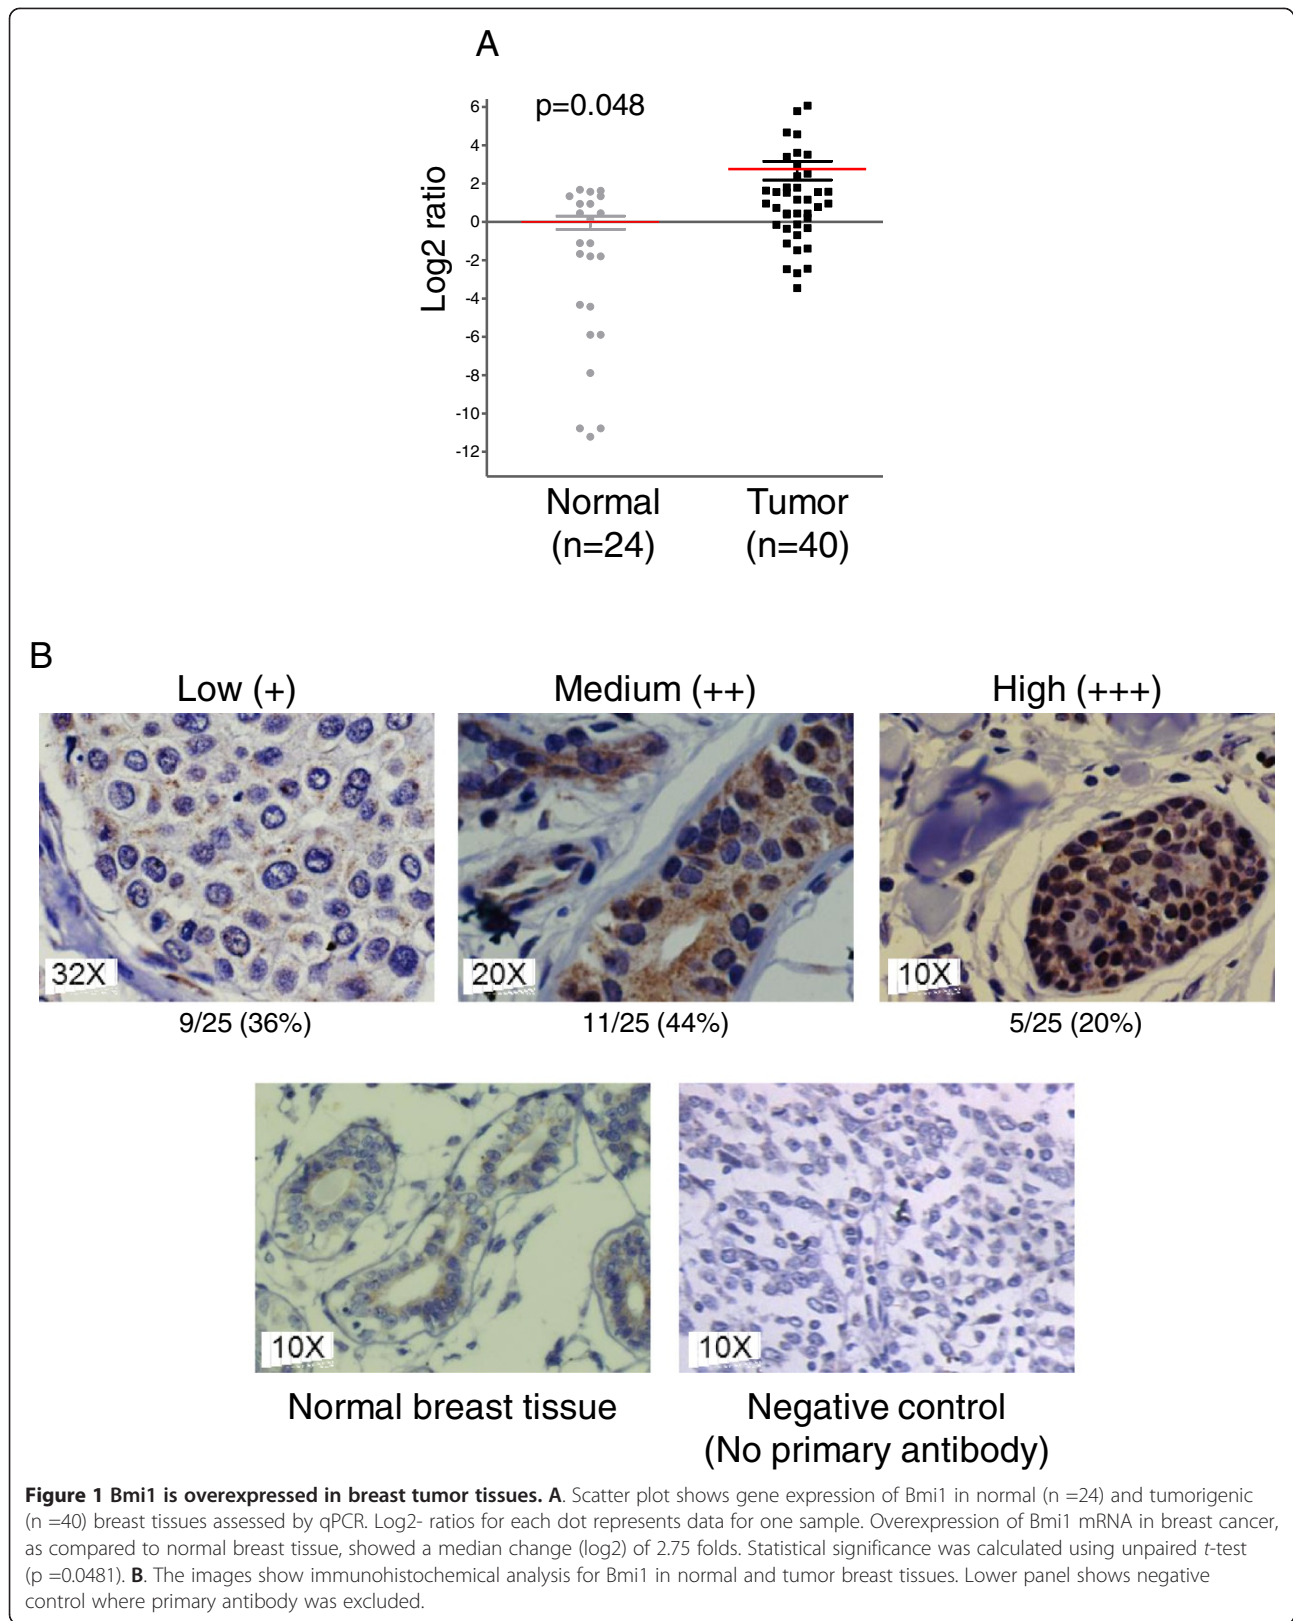 A
p=0.048
6
4
2
0
-2
-4
-6
-8
-10
-12
Log2 ratio
Normal
(n=24)
Tumor
(n=40)
B
Low (+)
Medium (++)
High (+++)
32X
20X
10X
9/25 (36%)
11/25 (44%)
5/25 (20%)
10X
10X
Normal breast tissue
Negative control
(No primary antibody)
Figure 1 Bmi1 is overexpressed in breast tumor tissues. A. Scatter plot shows gene expression of Bmi1 in normal (n =24) and tumorigenic
(n =40) breast tissues assessed by qPCR. Log2- ratios for each dot represents data for one sample. Overexpression of Bmi1 mRNA in breast cancer,
as compared to normal breast tissue, showed a median change (log2) of 2.75 folds. Statistical significance was calculated using unpaired t-test
(p =0.0481). B. The images show immunohistochemical analysis for Bmi1 in normal and tumor breast tissues. Lower panel shows negative
control where primary antibody was excluded.